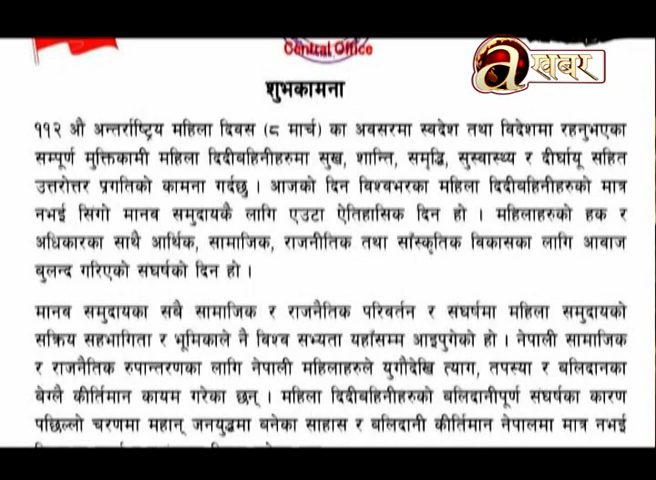 Central Office
a खबर
शुभकामना
११२ औ अन्तर्राष्ट्रिय महिला दिवस (८ मार्च) का अवसरमा स्वदेश तथा विदेशमा रहनुभएका
सम्पूर्ण मुक्तिकामी महिला दिदीबहिनीहरुमा सुख, शान्ति, समृद्धि, सुस्वास्थ्य र दीर्घायू सहित
उत्तरोत्तर प्रगतिको कामना गर्दछु । आजको दिन विश्वभरका महिला दिदीबहिनीहरुको मात्र
नभई सिंगो मानव समुदायकै लागि एउटा ऐतिहासिक दिन हो । महिलाहरुको हक र
अधिकारका साथै आर्थिक, सामाजिक, राजनीतिक तथा साँस्कृतिक विकासका लागि आबाज
बुलन्द गरिएको संघर्षको दिन हो ।
मानव समुदायका सबै सामाजिक र राजनैतिक परिवर्तन र संघर्षमा महिला समुदायको
सक्रिय सहभागिता र भूमिकाले नै विश्व सभ्यता यहाँसम्म आइपुगेको हो । नेपाली सामाजिक
र राजनैतिक रुपान्तरणका लागि नेपाली महिलाहरुले युगौदेखि त्याग, तपस्या र बलिदानका
बेग्लै कीर्तिमान कायम गरेका छन् । महिला दिदीबहिनीहरुको बलिदानीपूर्ण संघर्षका कारण
पछिल्लो चरणमा महान् जनयुद्धमा बनेका साहास र बलिदानी कीर्तिमान नेपालमा मात्र नभई